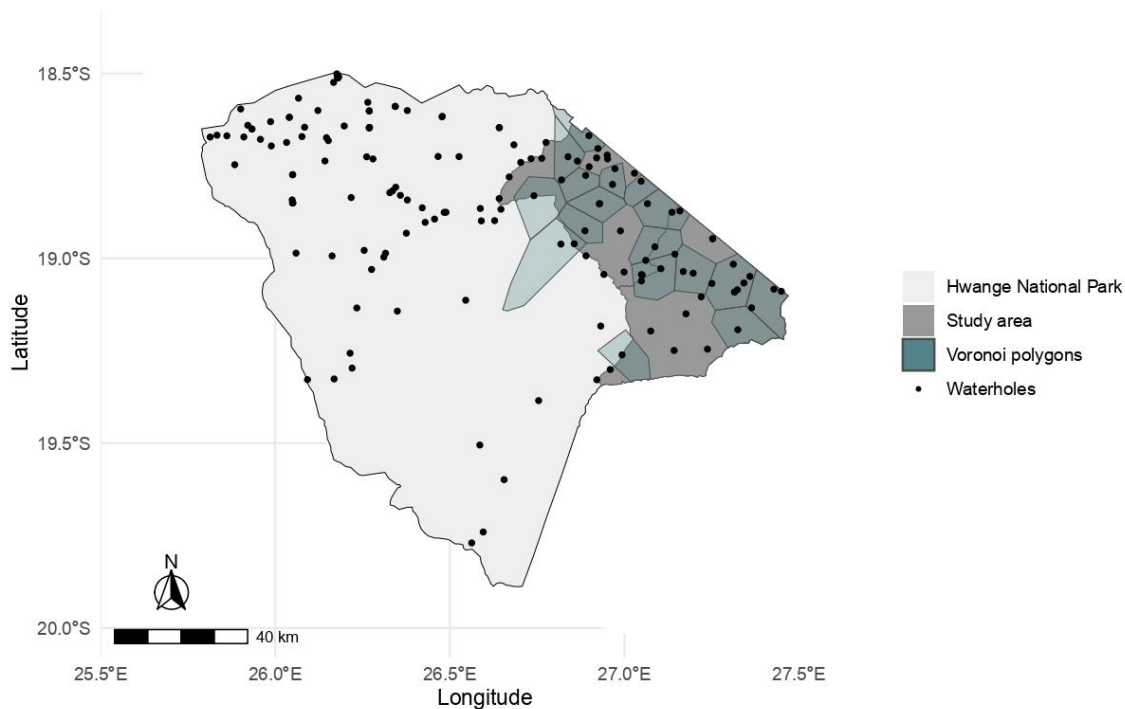 18.5°S
19.0°S
19.5°S
20.0°S
Latitude
N
40 km
25.5°E 26.0°E 26.5°E 27.0°E 27.5°E
Longitude
Hwange National Park
Study area
Voronoi polygons
Waterholes